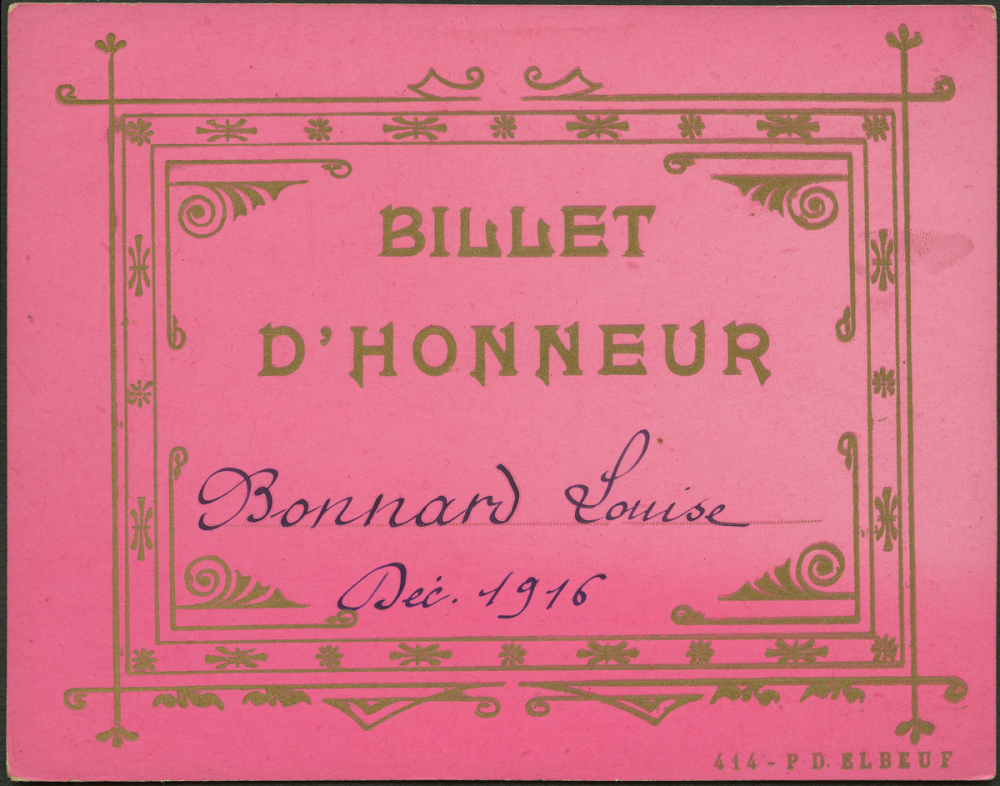 BILLET
D'HONNEUR
Bonnard Louise
Déc. 1916
414 - P D. ELBEUF